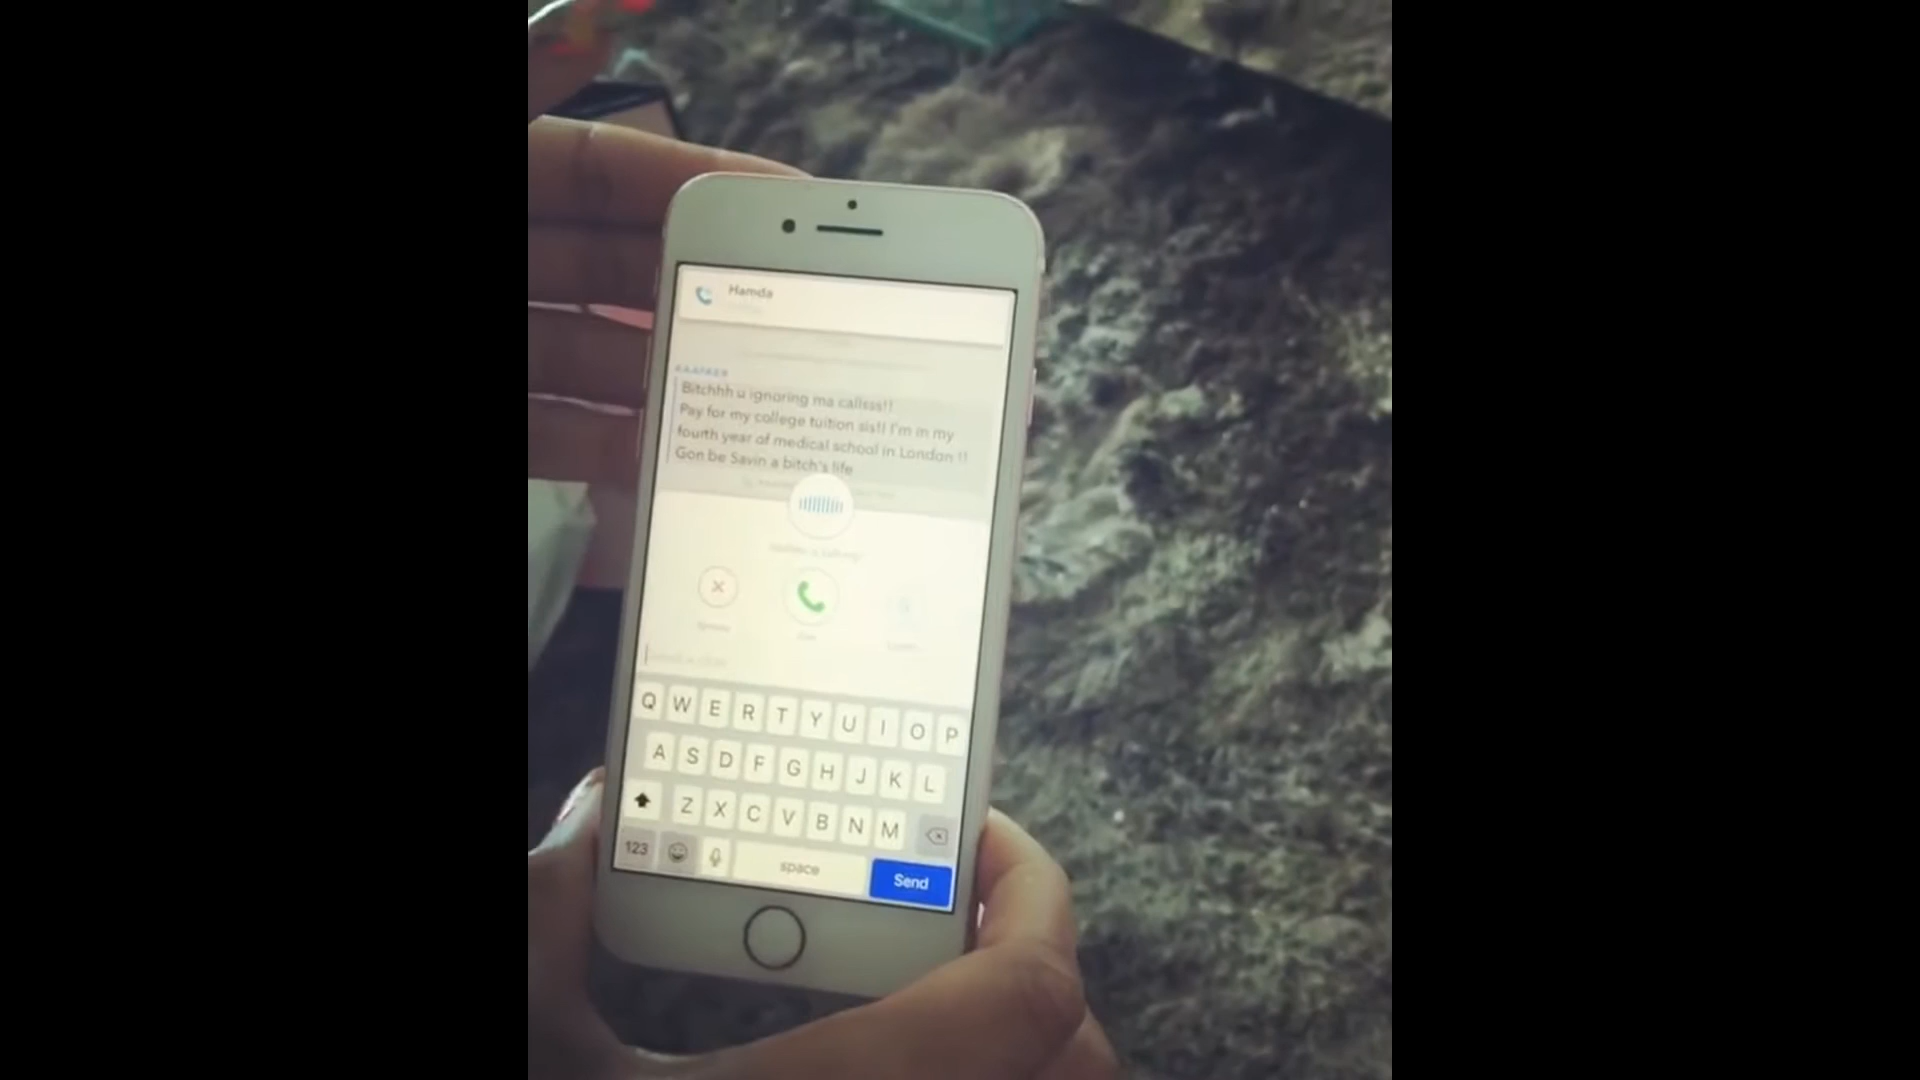 Hamda
Bitchhh u ignoring ma callsss!!
Pay for my college tuition sis!! I'm in my
fourth year of medical school in London !!
Gon be Savin a bitch's life
Q W E R T Y U I O P
A S D F G H J K L
Z X C V B N M
123 space Send